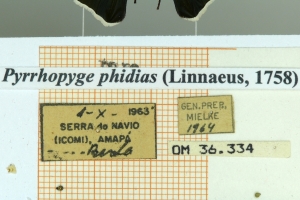 Pyrrhopyge phidias (Linnaeus, 1758)
1-X- 1963
SERRA do NAVIO
(ICOMI), AMAPÁ
GEN.PREP.
MIELKE
1964
OM 36.334